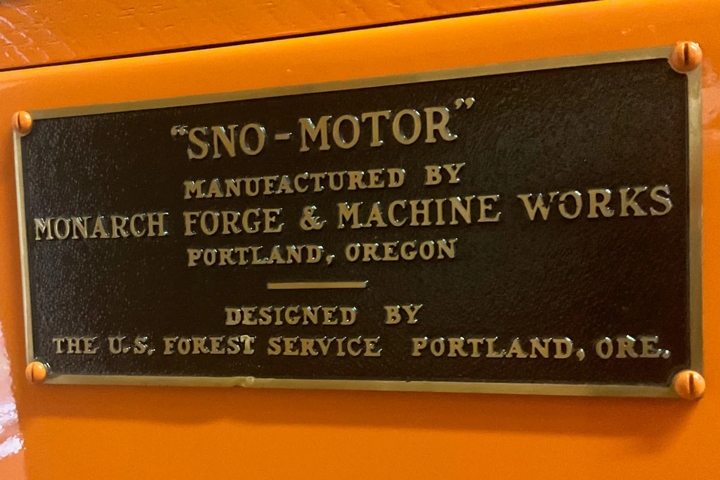 "SNO-MOTOR"
MANUFACTURED BY
MONARCH FORGE & MACHINE WORKS
PORTLAND, OREGON
DESIGNED BY
THE U.S. FOREST SERVICE PORTLAND, ORE.